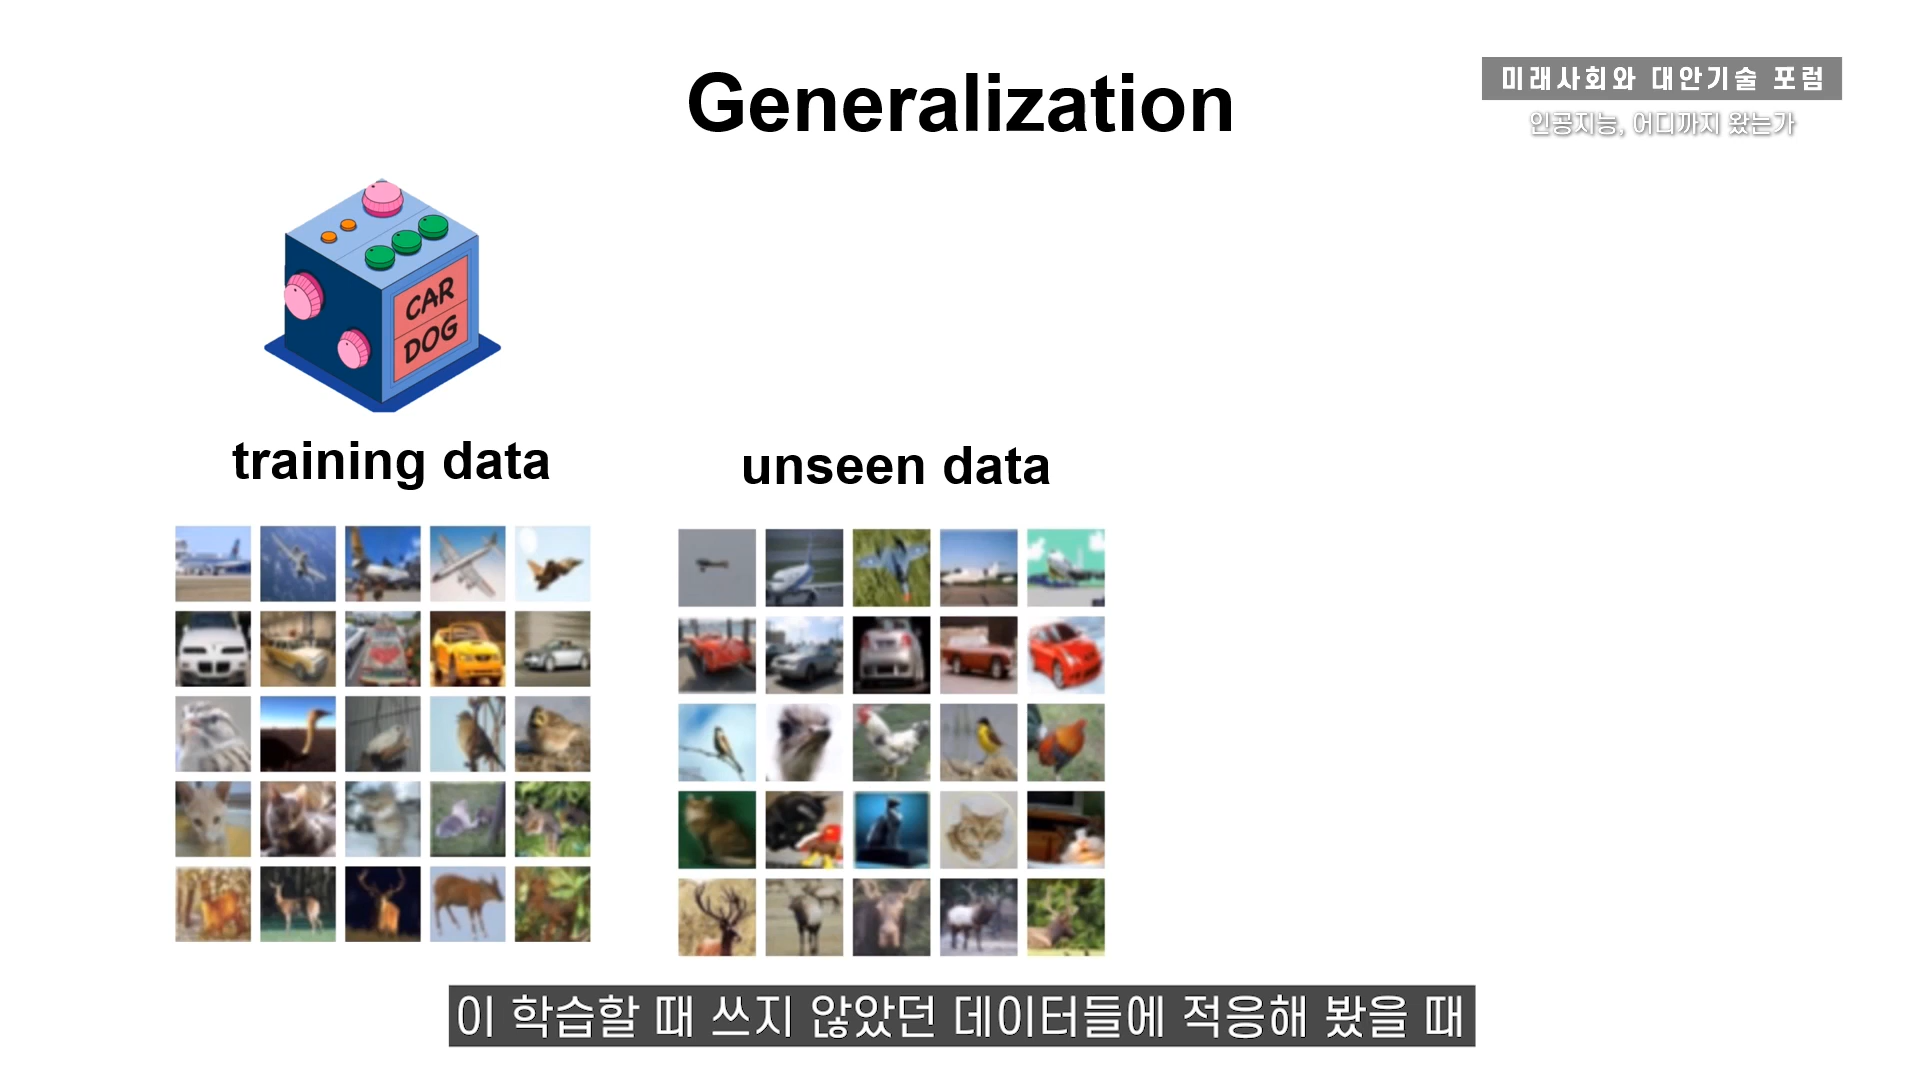 Generalization
미래사회와 대안기술 포럼
인공지능, 어디까지 왔는가
CAR
DOG
training data
unseen data
이 학습할 때 쓰지 않았던 데이터들에 적응해 봤을 때